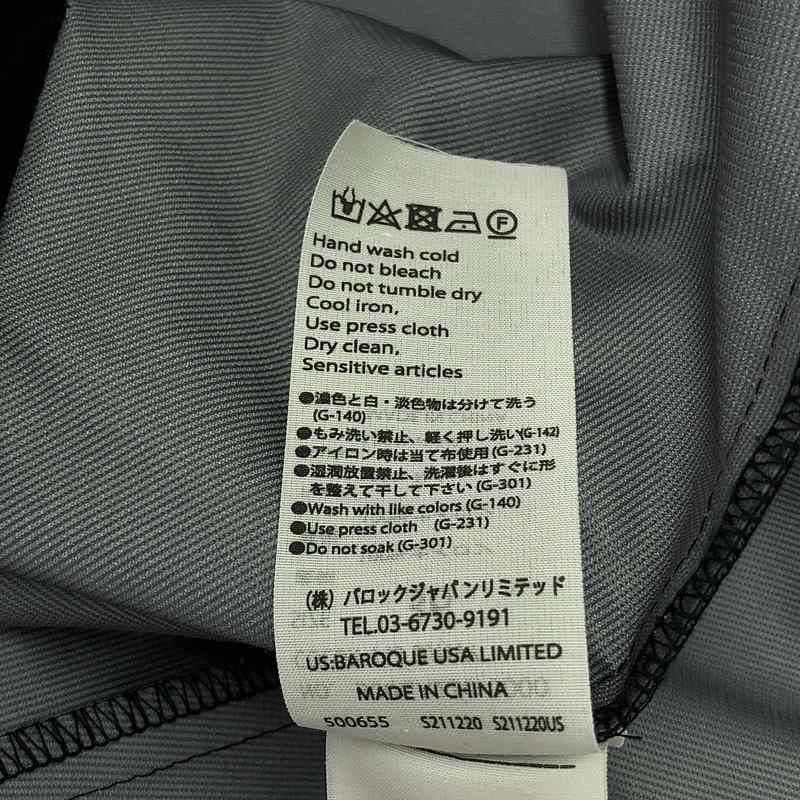 F
Hand wash cold
Do not bleach
Do not tumble dry
Cool iron,
Use press cloth
Dry clean,
Sensitive articles
●濃色と白・淡色物は分けて洗う
(G-140)
●もみ洗い禁止、軽く押し洗い(G-142)
●アイロン時は当て布使用(G-231)
●湿潤放置禁止、洗濯後はすぐに形
を整えて干して下さい(G-301)
●Wash with like colors (G-140)
●Use press cloth (G-231)
●Do not soak (G-301)
(株) バロックジャパンリミテッド
TEL.03-6730-9191
US:BAROQUE USA LIMITED
MADE IN CHINA
500655 S211220 S211220US